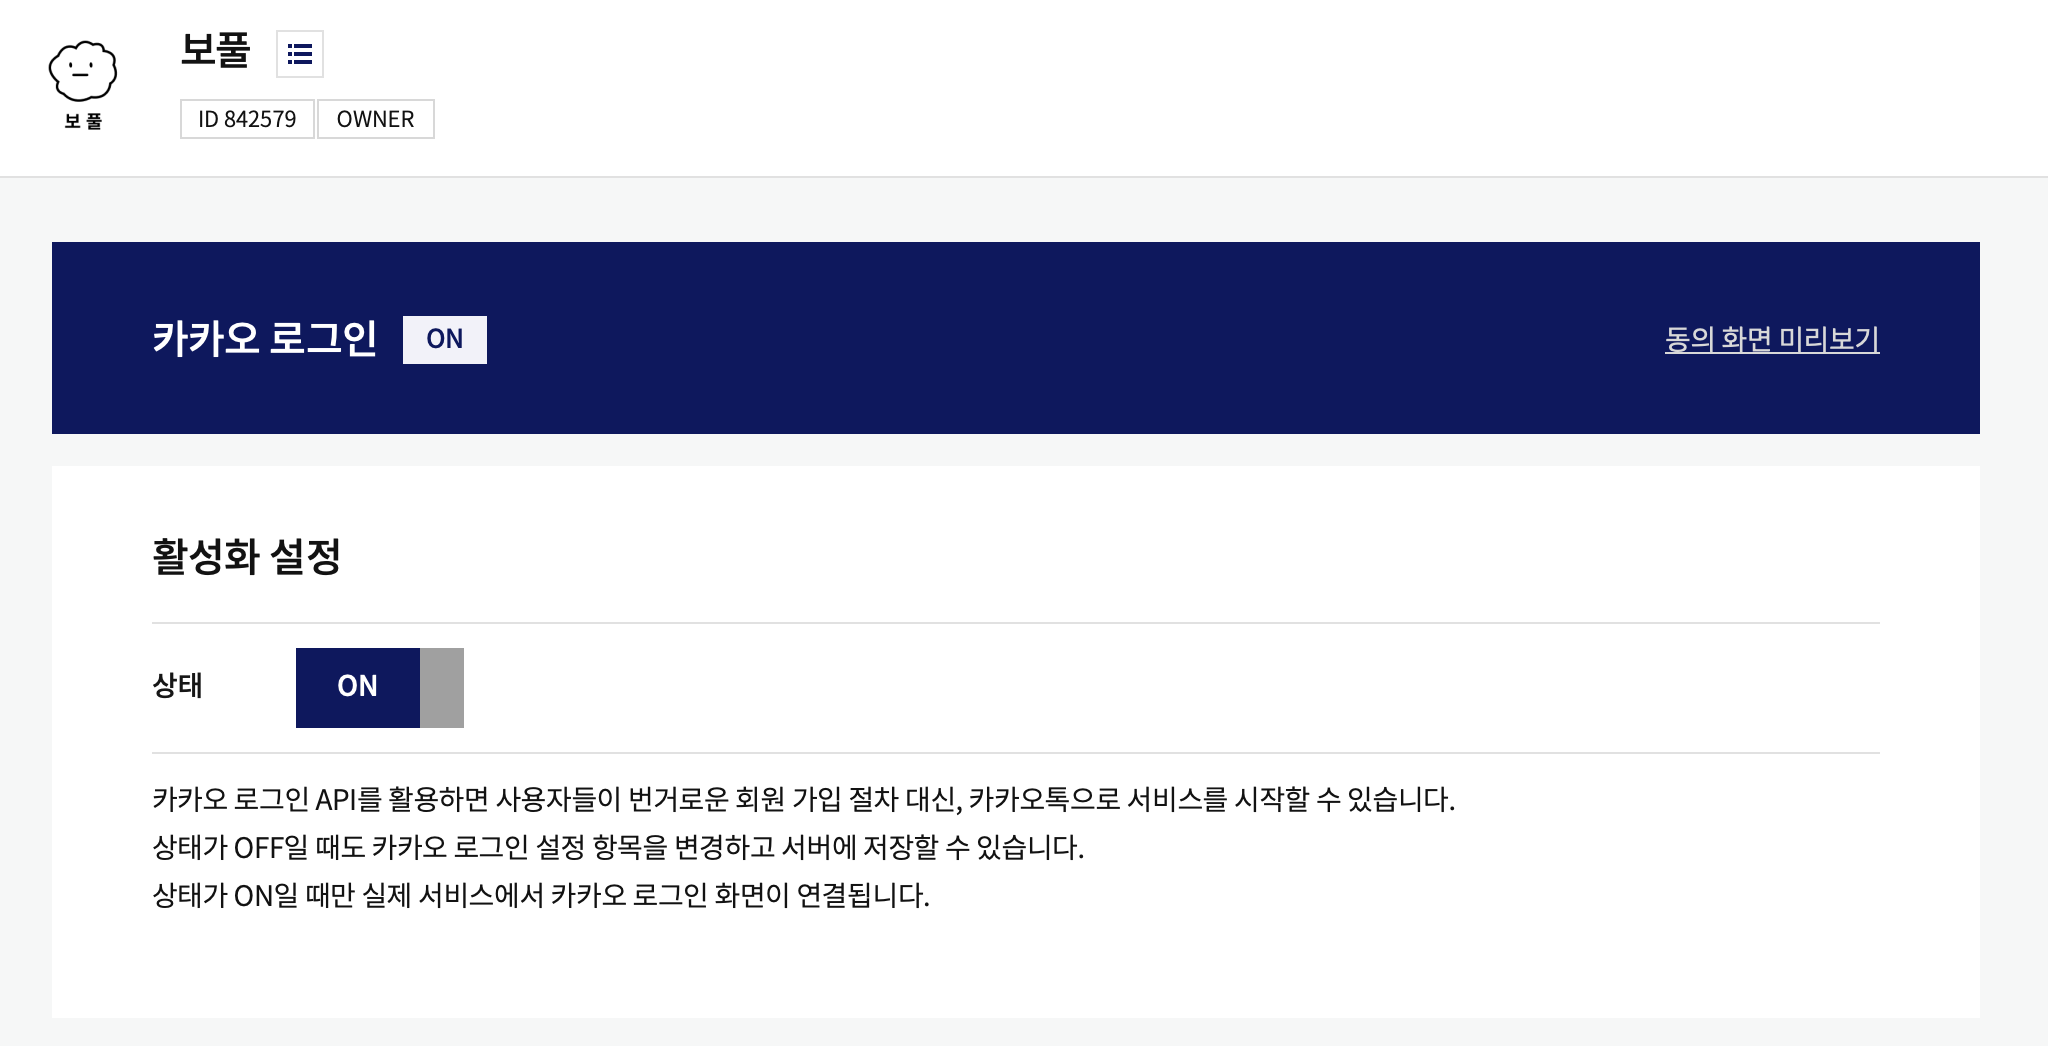 보풀
보풀
ID 842579 OWNER
카카오 로그인 ON
동의 화면 미리보기
활성화 설정
상태 ON
카카오 로그인 API를 활용하면 사용자들이 번거로운 회원 가입 절차 대신, 카카오톡으로 서비스를 시작할 수 있습니다.
상태가 OFF일 때도 카카오 로그인 설정 항목을 변경하고 서버에 저장할 수 있습니다.
상태가 ON일 때만 실제 서비스에서 카카오 로그인 화면이 연결됩니다.